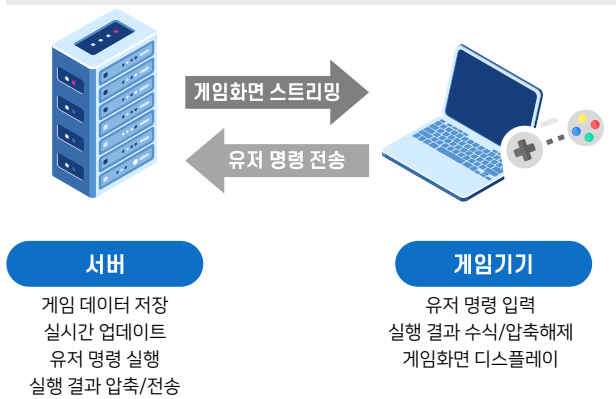 게임화면 스트리밍
유저 명령 전송
서버
게임 데이터 저장
실시간 업데이트
유저 명령 실행
실행 결과 압축/전송
게임기기
유저 명령 입력
실행 결과 수식/압축해제
게임화면 디스플레이